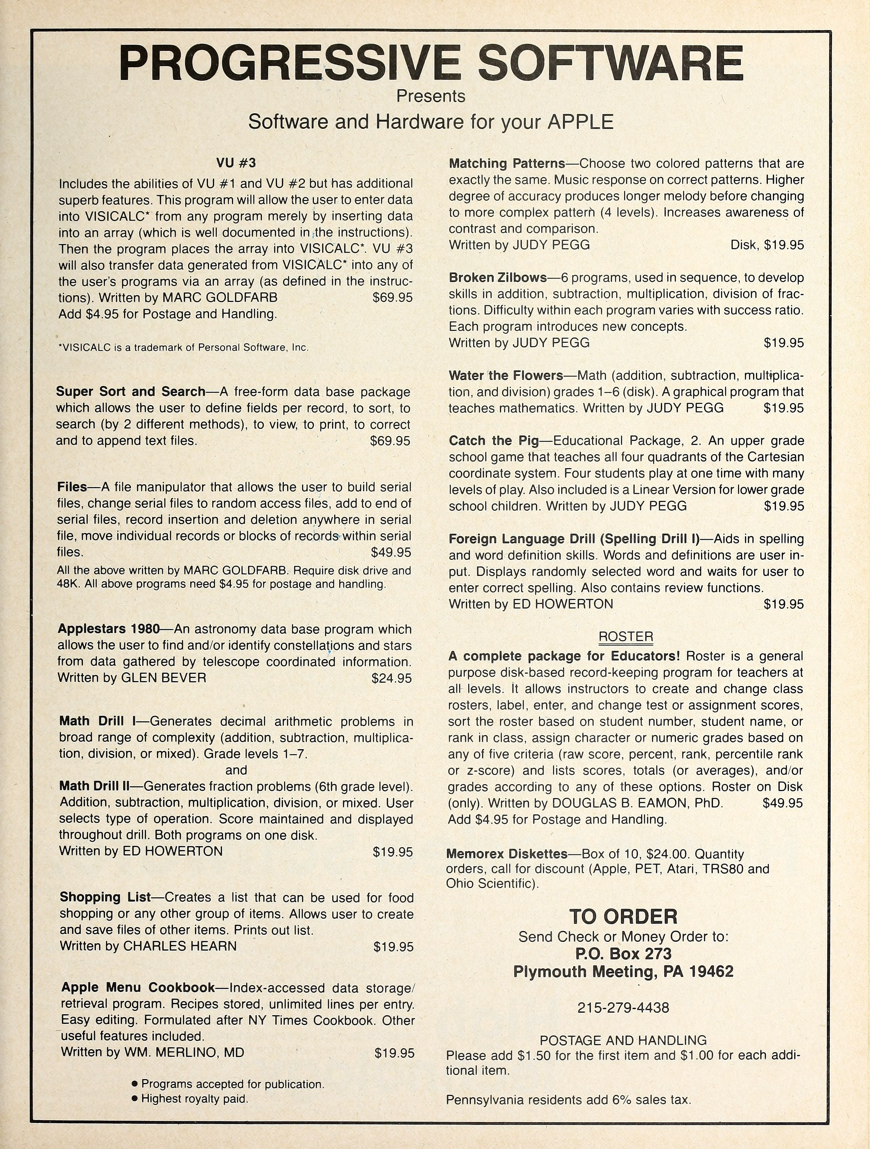 PROGRESSIVE SOFTWARE
Presents
Software and Hardware for your APPLE
VU #3
Includes the abilities of VU #1 and VU #2 but has additional
superb features. This program will allow the user to enter data
into VISICALC* from any program merely by inserting data
into an array (which is well documented in the instructions).
Then the program places the array into VISICALC*. VU #3
will also transfer data generated from VISICALC* into any of
the user's programs via an array (as defined in the instruc-
tions). Written by MARC GOLDFARB $69.95
Add $4.95 for Postage and Handling.
*VISICALC is a trademark of Personal Software, Inc.
Super Sort and Search—A free-form data base package
which allows the user to define fields per record, to sort, to
search (by 2 different methods), to view, to print, to correct
and to append text files. $69.95
Files—A file manipulator that allows the user to build serial
files, change serial files to random access files, add to end of
serial files, record insertion and deletion anywhere in serial
file, move individual records or blocks of records within serial
files. $49.95
All the above written by MARC GOLDFARB. Require disk drive and
48K. All above programs need $4.95 for postage and handling.
Applestars 1980—An astronomy data base program which
allows the user to find and/or identify constellations and stars
from data gathered by telescope coordinated information.
Written by GLEN BEVER $24.95
Math Drill I—Generates decimal arithmetic problems in
broad range of complexity (addition, subtraction, multiplica-
tion, division, or mixed). Grade levels 1–7.
and
Math Drill II—Generates fraction problems (6th grade level).
Addition, subtraction, multiplication, division, or mixed. User
selects type of operation. Score maintained and displayed
throughout drill. Both programs on one disk.
Written by ED HOWERTON $19.95
Shopping List—Creates a list that can be used for food
shopping or any other group of items. Allows user to create
and save files of other items. Prints out list.
Written by CHARLES HEARN $19.95
Apple Menu Cookbook—Index-accessed data storage/
retrieval program. Recipes stored, unlimited lines per entry.
Easy editing. Formulated after NY Times Cookbook. Other
useful features included.
Written by WM. MERLINO, MD $19.95
● Programs accepted for publication.
● Highest royalty paid.
Matching Patterns—Choose two colored patterns that are
exactly the same. Music response on correct patterns. Higher
degree of accuracy produces longer melody before changing
to more complex pattern (4 levels). Increases awareness of
contrast and comparison.
Written by JUDY PEGG Disk, $19.95
Broken Zilbows—6 programs, used in sequence, to develop
skills in addition, subtraction, multiplication, division of frac-
tions. Difficulty within each program varies with success ratio.
Each program introduces new concepts.
Written by JUDY PEGG $19.95
Water the Flowers—Math (addition, subtraction, multiplica-
tion, and division) grades 1–6 (disk). A graphical program that
teaches mathematics. Written by JUDY PEGG $19.95
Catch the Pig—Educational Package, 2. An upper grade
school game that teaches all four quadrants of the Cartesian
coordinate system. Four students play at one time with many
levels of play. Also included is a Linear Version for lower grade
school children. Written by JUDY PEGG $19.95
Foreign Language Drill (Spelling Drill I)—Aids in spelling
and word definition skills. Words and definitions are user in-
put. Displays randomly selected word and waits for user to
enter correct spelling. Also contains review functions.
Written by ED HOWERTON $19.95
ROSTER
A complete package for Educators! Roster is a general
purpose disk-based record-keeping program for teachers at
all levels. It allows instructors to create and change class
rosters, label, enter, and change test or assignment scores,
sort the roster based on student number, student name, or
rank in class, assign character or numeric grades based on
any of five criteria (raw score, percent, rank, percentile rank
or z-score) and lists scores, totals (or averages), and/or
grades according to any of these options. Roster on Disk
(only). Written by DOUGLAS B. EAMON, PhD. $49.95
Add $4.95 for Postage and Handling.
Memorex Diskettes—Box of 10, $24.00. Quantity
orders, call for discount (Apple, PET, Atari, TRS80 and
Ohio Scientific).
TO ORDER
Send Check or Money Order to:
P.O. Box 273
Plymouth Meeting, PA 19462
215-279-4438
POSTAGE AND HANDLING
Please add $1.50 for the first item and $1.00 for each addi-
tional item.
Pennsylvania residents add 6% sales tax.